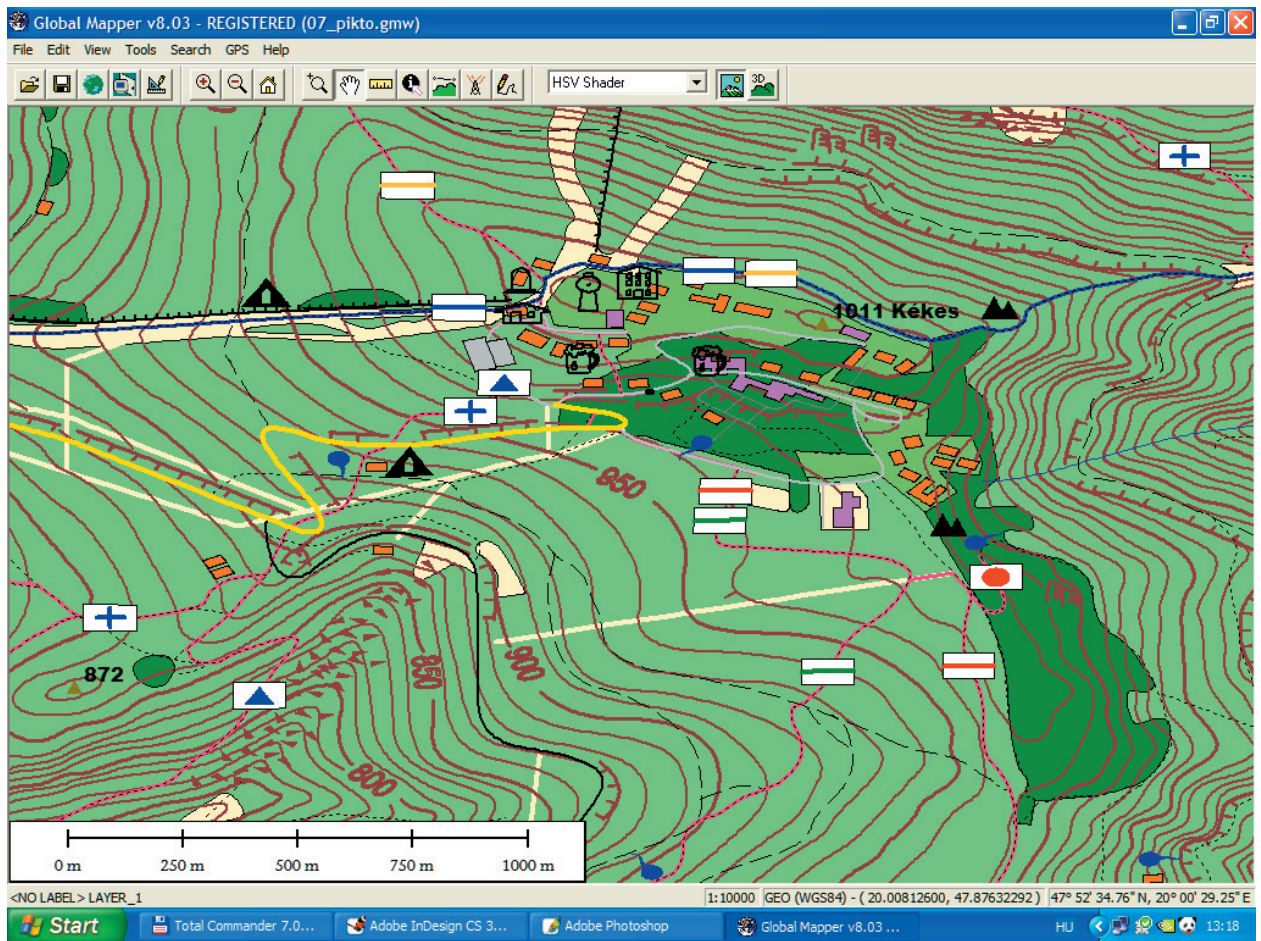 Global Mapper v8.03 - REGISTERED (07_pikto.gmw)
File Edit View Tools Search GPS Help
HSV Shader
3D
1011 Kékes
850
872
850
900
800
0 m 250 m 500 m 750 m 1000 m
<NO LABEL> LAYER_1
1:10000 GEO (WGS84) - ( 20.00812600, 47.87632292 ) 47° 52' 34.76" N, 20° 00' 29.25" E
Start Total Commander 7.0... Adobe InDesign CS 3... Adobe Photoshop Global Mapper v8.03 ... HU 13:18